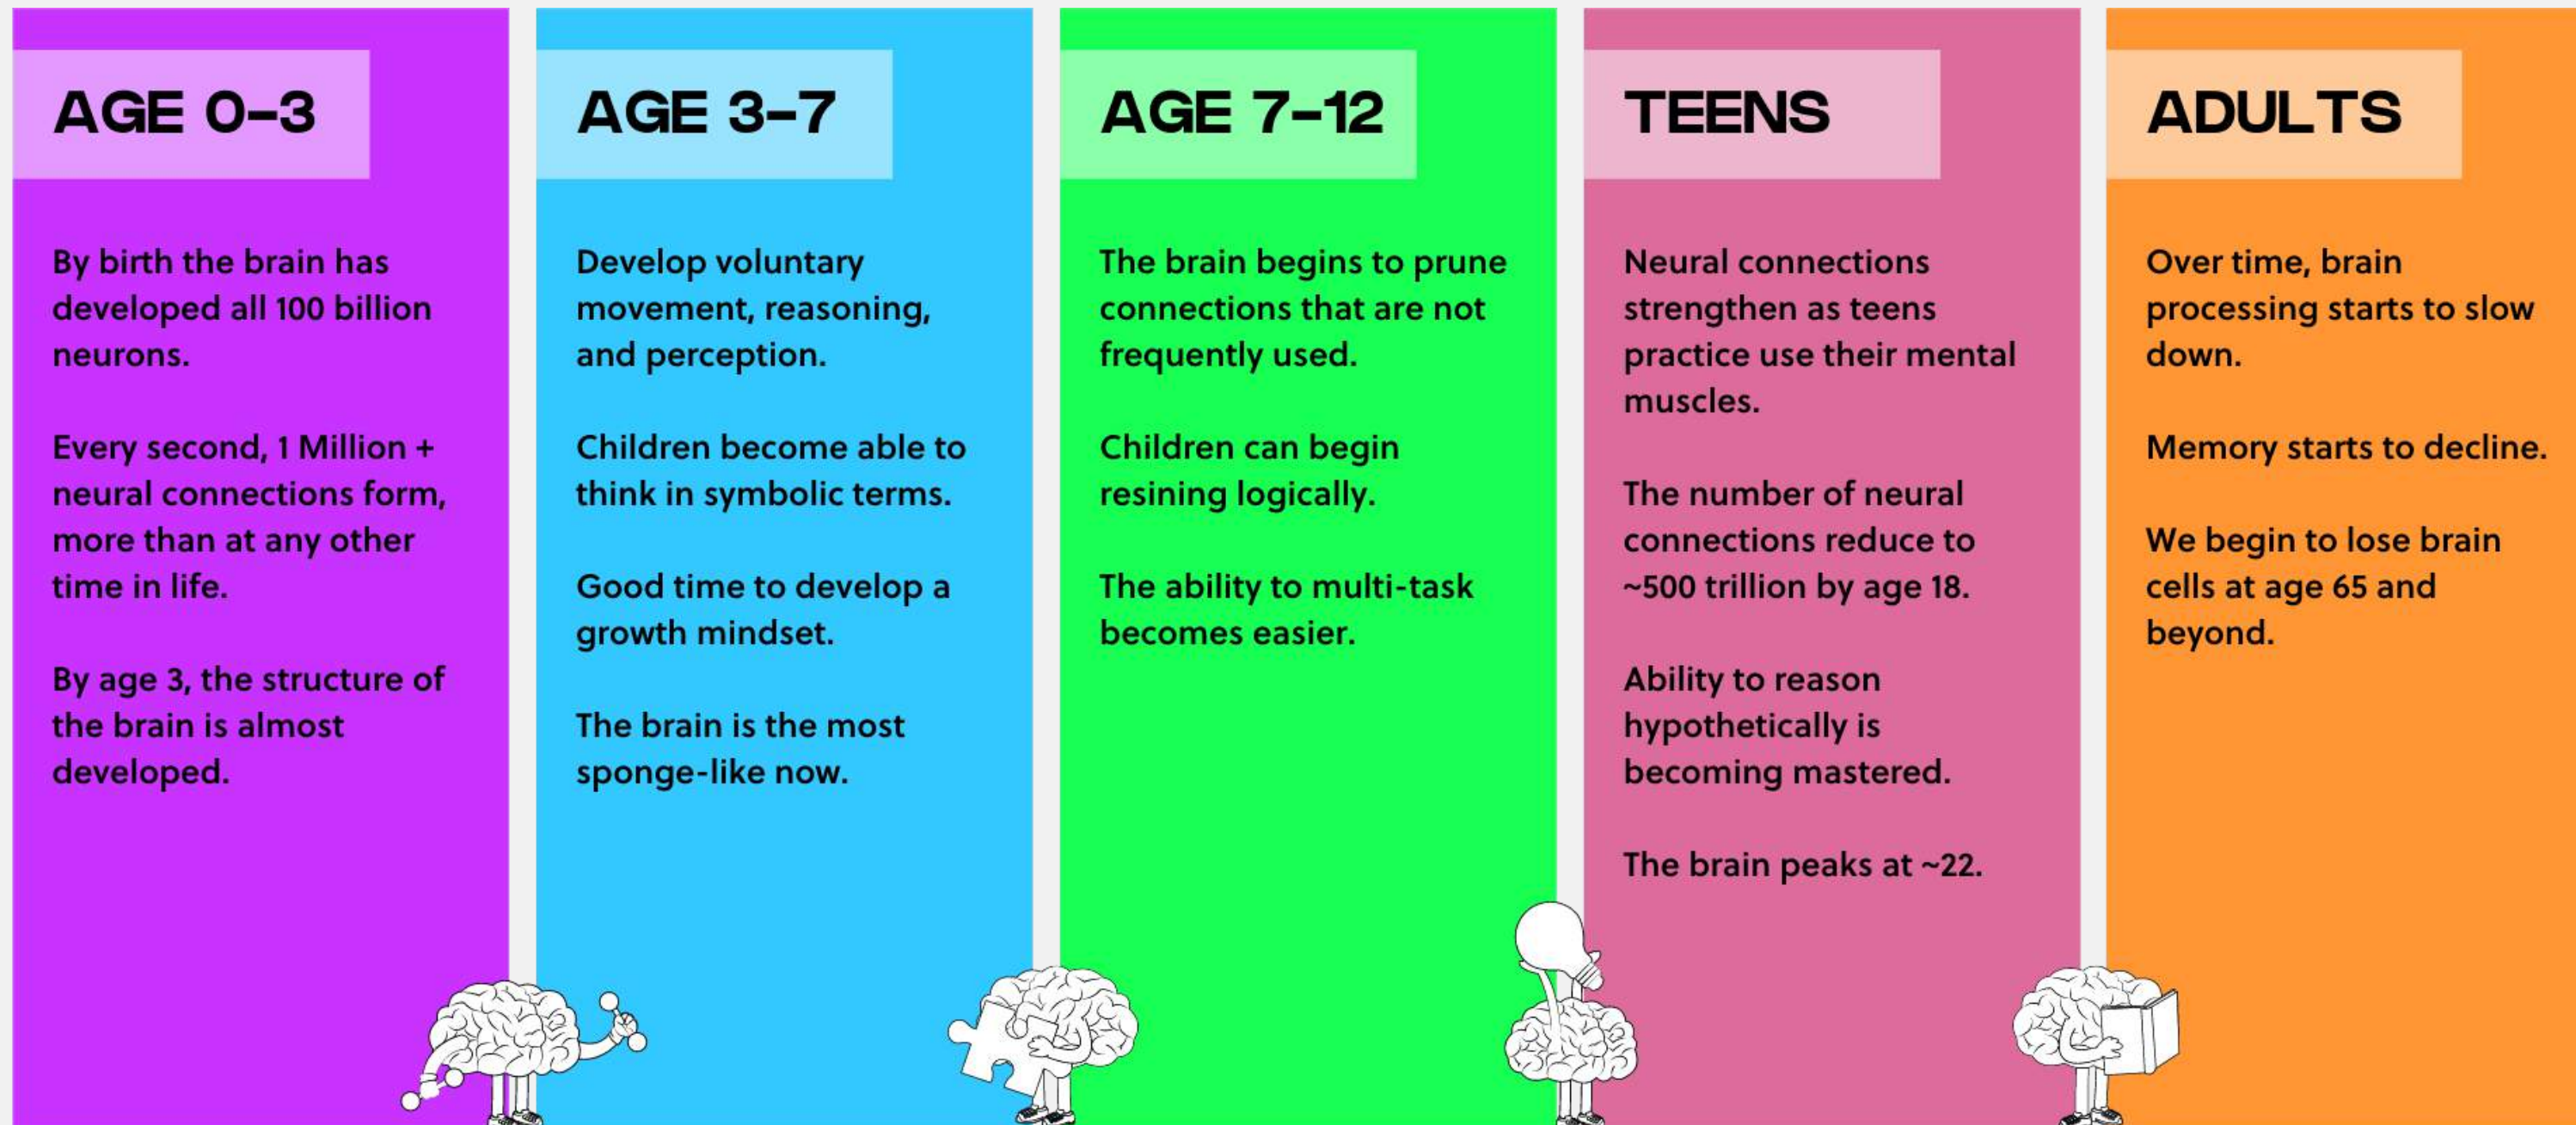 AGE 0-3
By birth the brain has
developed all 100 billion
neurons.
Every second, 1 Million +
neural connections form,
more than at any other
time in life.
By age 3, the structure of
the brain is almost
developed.
AGE 3-7
Develop voluntary
movement, reasoning,
and perception.
Children become able to
think in symbolic terms.
Good time to develop a
growth mindset.
The brain is the most
sponge-like now.
AGE 7-12
The brain begins to prune
connections that are not
frequently used.
Children can begin
resining logically.
The ability to multi-task
becomes easier.
TEENS
Neural connections
strengthen as teens
practice use their mental
muscles.
The number of neural
connections reduce to
~500 trillion by age 18.
Ability to reason
hypothetically is
becoming mastered.
The brain peaks at ~22.
ADULTS
Over time, brain
processing starts to slow
down.
Memory starts to decline.
We begin to lose brain
cells at age 65 and
beyond.